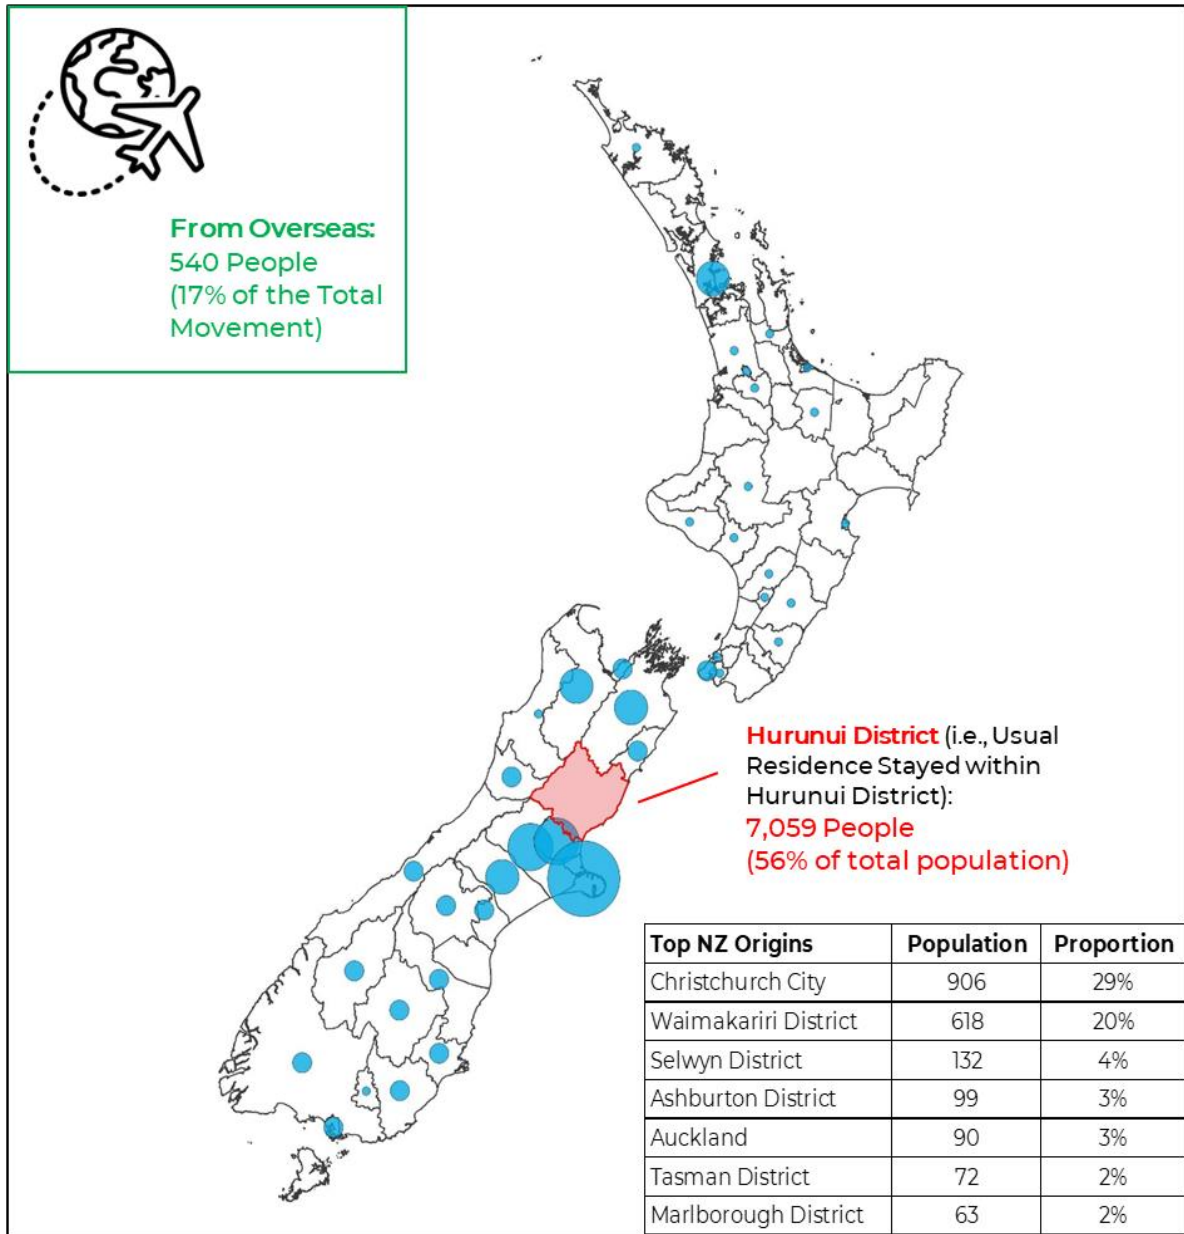 From Overseas:
540 People
(17% of the Total
Movement)
Hurunui District (i.e., Usual
Residence Stayed within
Hurunui District):
7,059 People
(56% of total population)
Top NZ Origins Population Proportion
Christchurch City 906 29%
Waimakariri District 618 20%
Selwyn District 132 4%
Ashburton District 99 3%
Auckland 90 3%
Tasman District 72 2%
Marlborough District 63 2%